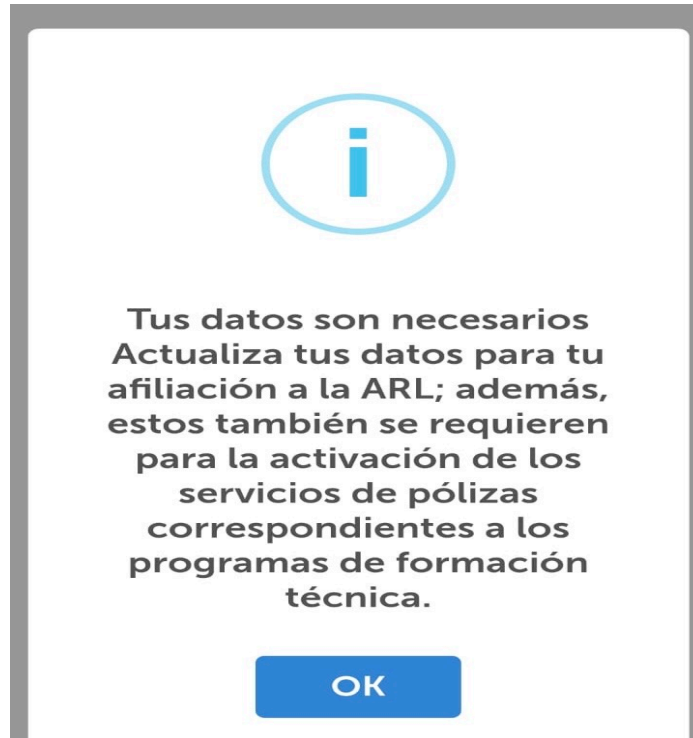 i
Tus datos son necesarios
Actualiza tus datos para tu
afiliación a la ARL; además,
estos también se requieren
para la activación de los
servicios de pólizas
correspondientes a los
programas de formación
técnica.
OK